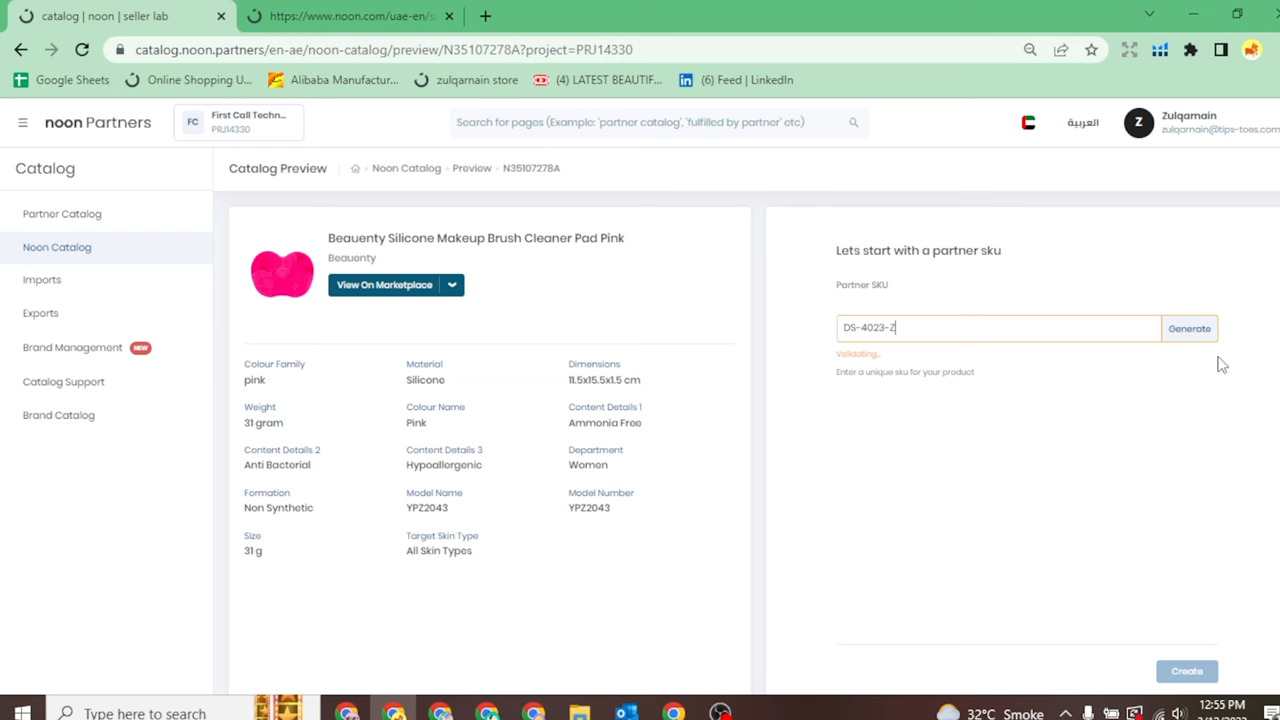 catalog | noon | seller lab
https://www.noon.com/uae-en/s
catalog.noon.partners/en-ae/noon-catalog/preview/N35107278A?project=PRJ14330
Google Sheets
Online Shopping U...
Alibaba Manufactur...
zulqarnain store
(4) LATEST BEAUTIF...
(6) Feed | LinkedIn
noon Partners
FC
First Call Techn...
PRJ14330
Search for pages (Example: 'partner catalog', 'fulfilled by partner' etc)
العربية
Z
Zulqarnain
zulqarnain@tips-toes.com
Catalog
Partner Catalog
Noon Catalog
Imports
Exports
Brand Management NEW
Catalog Support
Brand Catalog
Catalog Preview
Noon Catalog
Preview
N35107278A
Beauenty Silicone Makeup Brush Cleaner Pad Pink
Beauenty
View On Marketplace
Colour Family
pink
Material
Silicone
Dimensions
11.5x15.5x1.5 cm
Weight
31 gram
Colour Name
Pink
Content Details 1
Ammonia Free
Content Details 2
Anti Bacterial
Content Details 3
Hypoallergenic
Department
Women
Formation
Non Synthetic
Model Name
YPZ2043
Model Number
YPZ2043
Size
31 g
Target Skin Type
All Skin Types
Lets start with a partner sku
Partner SKU
DS-4023-Z
Generate
Validating...
Enter a unique sku for your product
Create
Type here to search
32°C Smoke
12:55 PM